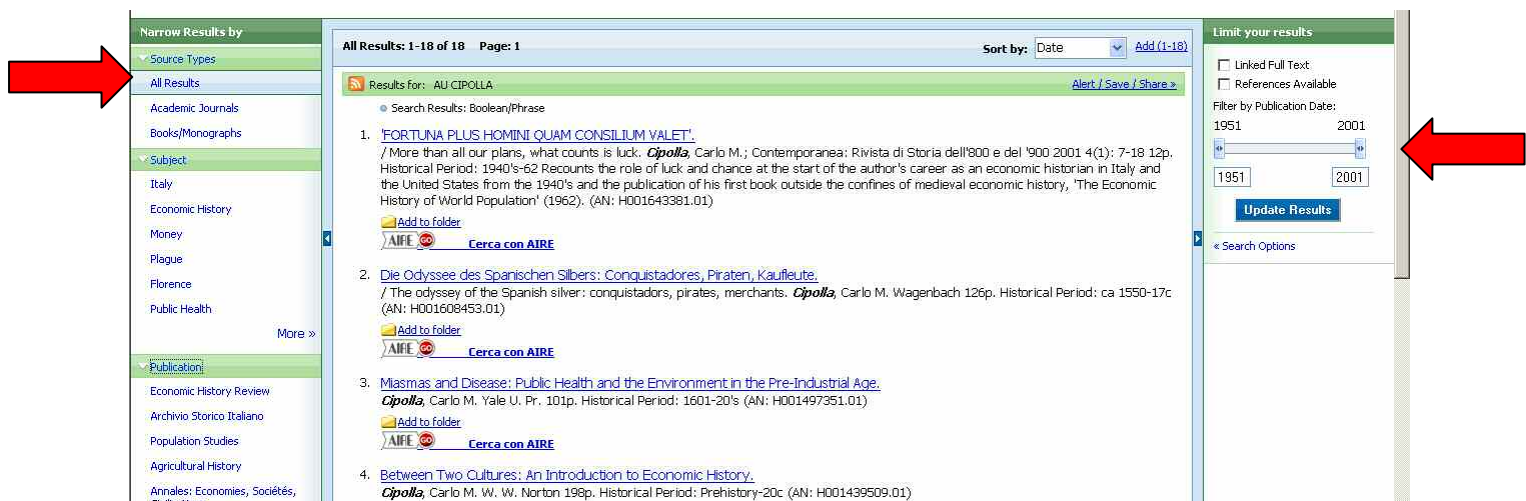 Narrow Results by
Source Types
All Results
Academic Journals
Books/Monographs
Subject
Italy
Economic History
Money
Plague
Florence
Public Health
More »
Publication
Economic History Review
Archivio Storico Italiano
Population Studies
Agricultural History
Annales: Economies, Sociétés,
All Results: 1-18 of 18 Page: 1
Sort by: Date Add (1-18)
Results for: AU CIPOLLA
Alert / Save / Share »
Search Results: Boolean/Phrase
1. 'FORTUNA PLUS HOMINI QUAM CONSILIUM VALET'.
/ More than all our plans, what counts is luck. Cipolla, Carlo M.; Contemporanea: Rivista di Storia dell'800 e del '900 2001 4(1): 7-18 12p.
Historical Period: 1940's-62 Recounts the role of luck and chance at the start of the author's career as an economic historian in Italy and
the United States from the 1940's and the publication of his first book outside the confines of medieval economic history, 'The Economic
History of World Population' (1962). (AN: H001643381.01)
Add to folder
AIRE GO Cerca con AIRE
2. Die Odyssee des Spanischen Silbers: Conquistadores, Piraten, Kaufleute.
/ The odyssey of the Spanish silver: conquistadors, pirates, merchants. Cipolla, Carlo M. Wagenbach 126p. Historical Period: ca 1550-17c
(AN: H001608453.01)
Add to folder
AIRE GO Cerca con AIRE
3. Miasmas and Disease: Public Health and the Environment in the Pre-Industrial Age.
Cipolla, Carlo M. Yale U. Pr. 101p. Historical Period: 1601-20's (AN: H001497351.01)
Add to folder
AIRE GO Cerca con AIRE
4. Between Two Cultures: An Introduction to Economic History.
Cipolla, Carlo M. W. W. Norton 198p. Historical Period: Prehistory-20c (AN: H001439509.01)
Limit your results
Linked Full Text
References Available
Filter by Publication Date:
1951 2001
1951 2001
Update Results
« Search Options